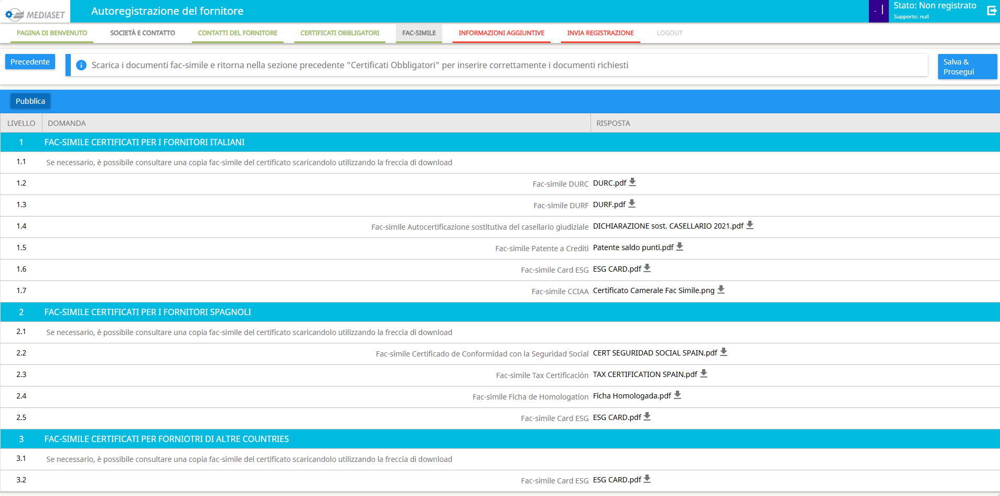 MEDIASET
Autoregistrazione del fornitore
- |
Stato: Non registrato
Supporto: null
PAGINA DI BENVENUTO SOCIETÀ E CONTATTO CONTATTI DEL FORNITORE CERTIFICATI OBBLIGATORI FAC-SIMILE INFORMAZIONI AGGIUNTIVE INVIA REGISTRAZIONE LOGOUT
Precedente
Scarica i documenti fac-simile e ritorna nella sezione precedente "Certificati Obbligatori" per inserire correttamente i documenti richiesti
Salva &
Prosegui
Pubblica
LIVELLO DOMANDA RISPOSTA
1 FAC-SIMILE CERTIFICATI PER I FORNITORI ITALIANI
1.1 Se necessario, è possibile consultare una copia fac-simile del certificato scaricandolo utilizzando la freccia di download
1.2 Fac-simile DURC DURC.pdf
1.3 Fac-simile DURF DURF.pdf
1.4 Fac-simile Autocertificazione sostitutiva del casellario giudiziale DICHIARAZIONE sost. CASELLARIO 2021.pdf
1.5 Fac-simile Patente a Crediti Patente saldo punti.pdf
1.6 Fac-simile Card ESG ESG CARD.pdf
1.7 Fac-simile CCIAA Certificato Camerale Fac Simile.png
2 FAC-SIMILE CERTIFICATI PER I FORNITORI SPAGNOLI
2.1 Se necessario, è possibile consultare una copia fac-simile del certificato scaricandolo utilizzando la freccia di download
2.2 Fac-simile Certificado de Conformidad con la Seguridad Social CERT SEGURIDAD SOCIAL SPAIN.pdf
2.3 Fac-simile Tax Certificación TAX CERTIFICATION SPAIN.pdf
2.4 Fac-simile Ficha de Homologation Ficha Homologada.pdf
2.5 Fac-simile Card ESG ESG CARD.pdf
3 FAC-SIMILE CERTIFICATI PER FORNIOTRI DI ALTRE COUNTRIES
3.1 Se necessario, è possibile consultare una copia fac-simile del certificato scaricandolo utilizzando la freccia di download
3.2 Fac-simile Card ESG ESG CARD.pdf